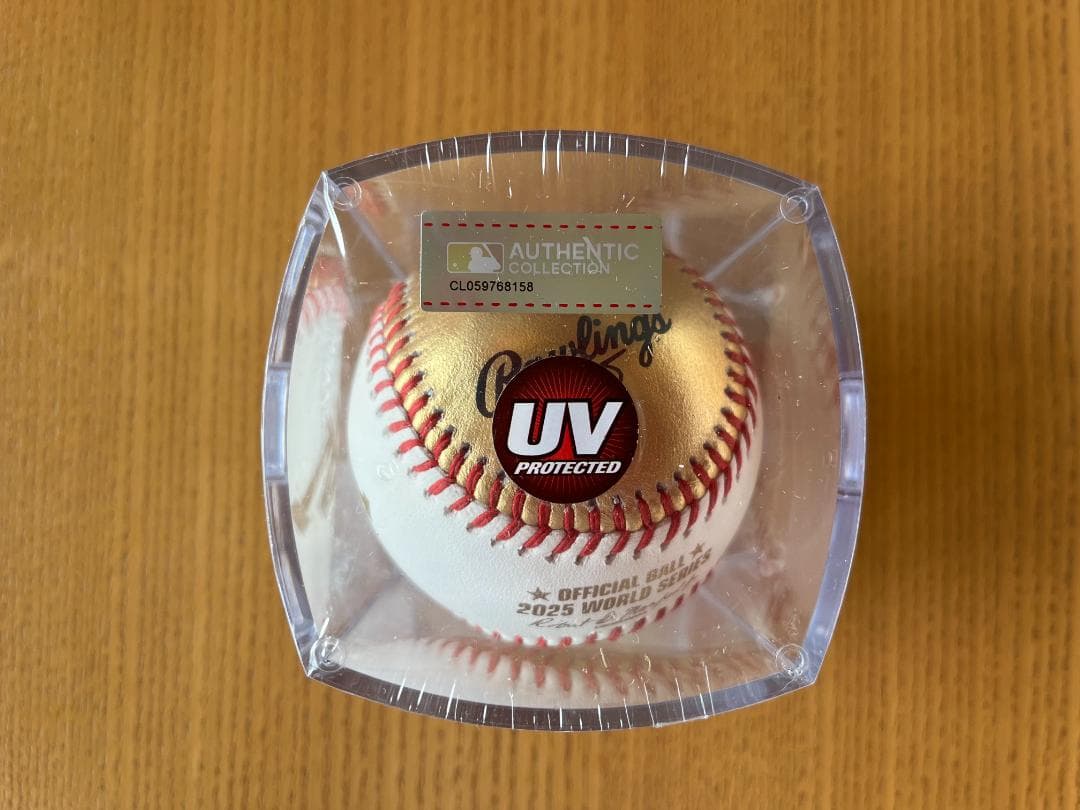 AUTHENTIC
COLLECTION
CL059768158
Rawlings
UV
PROTECTED
★ OFFICIAL BALL ★
2025 WORLD SERIES